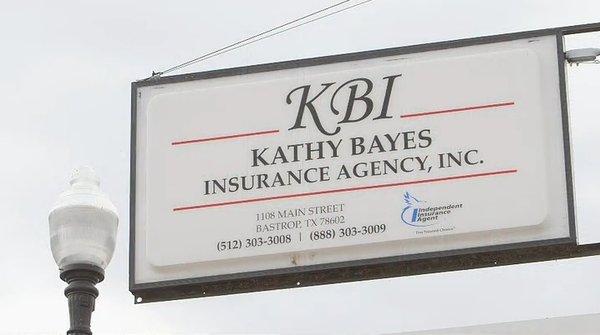 KBI
KATHY BAYES
INSURANCE AGENCY, INC.
1108 MAIN STREET
BASTROP, TX 78602
(512) 303-3008 | (888) 303-3009
Independent
Insurance
Agent